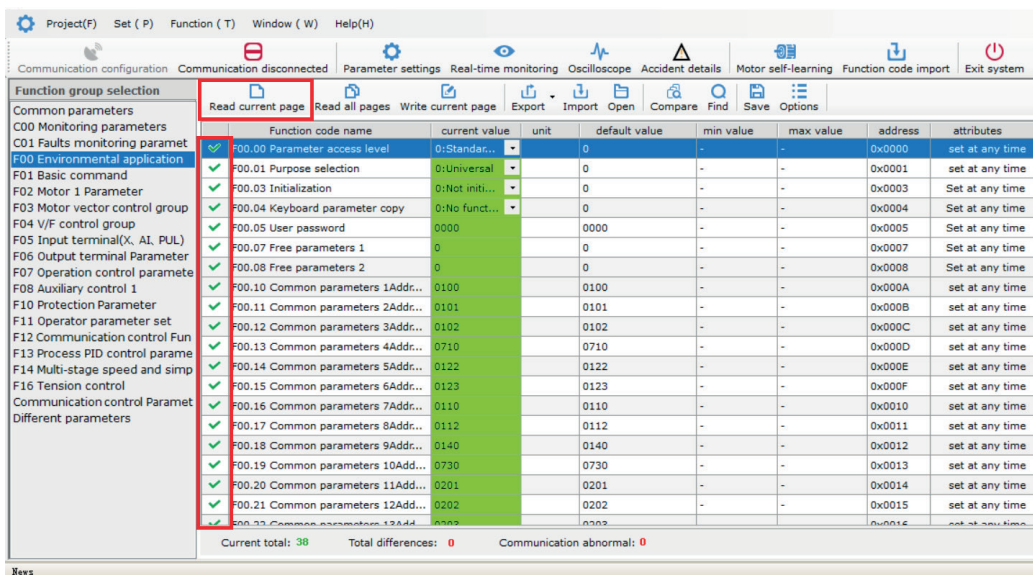 Project(F) Set ( P) Function ( T) Window ( W) Help(H)
Communication configuration Communication disconnected Parameter settings Real-time monitoring Oscilloscope Accident details Motor self-learning Function code import Exit system
Function group selection
Common parameters
C00 Monitoring parameters
C01 Faults monitoring paramet
F00 Environmental application
F01 Basic command
F02 Motor 1 Parameter
F03 Motor vector control group
F04 V/F control group
F05 Input terminal(X、AI、PUL)
F06 Output terminal Parameter
F07 Operation control paramete
F08 Auxiliary control 1
F10 Protection Parameter
F11 Operator parameter set
F12 Communication control Fun
F13 Process PID control parame
F14 Multi-stage speed and simp
F16 Tension control
Communication control Paramet
Different parameters
Read current page Read all pages Write current page Export Import Open Compare Find Save Options
Function code name current value unit default value min value max value address attributes
F00.00 Parameter access level 0:Standar... 0 - - 0x0000 set at any time
F00.01 Purpose selection 0:Universal 0 - - 0x0001 set at any time
F00.03 Initialization 0:Not initi... 0 - - 0x0003 Set at any time
F00.04 Keyboard parameter copy 0:No funct... 0 - - 0x0004 Set at any time
F00.05 User password 0000 0000 - - 0x0005 Set at any time
F00.07 Free parameters 1 0 0 - - 0x0007 Set at any time
F00.08 Free parameters 2 0 0 - - 0x0008 Set at any time
F00.10 Common parameters 1Addr... 0100 0100 - - 0x000A set at any time
F00.11 Common parameters 2Addr... 0101 0101 - - 0x000B set at any time
F00.12 Common parameters 3Addr... 0102 0102 - - 0x000C set at any time
F00.13 Common parameters 4Addr... 0710 0710 - - 0x000D set at any time
F00.14 Common parameters 5Addr... 0122 0122 - - 0x000E set at any time
F00.15 Common parameters 6Addr... 0123 0123 - - 0x000F set at any time
F00.16 Common parameters 7Addr... 0110 0110 - - 0x0010 set at any time
F00.17 Common parameters 8Addr... 0112 0112 - - 0x0011 set at any time
F00.18 Common parameters 9Addr... 0140 0140 - - 0x0012 set at any time
F00.19 Common parameters 10Add... 0730 0730 - - 0x0013 set at any time
F00.20 Common parameters 11Add... 0201 0201 - - 0x0014 set at any time
F00.21 Common parameters 12Add... 0202 0202 - - 0x0015 set at any time
F00.22 Common parameters 13Add... 0203 0203 - - 0x0016 set at any time
Current total: 38 Total differences: 0 Communication abnormal: 0
News